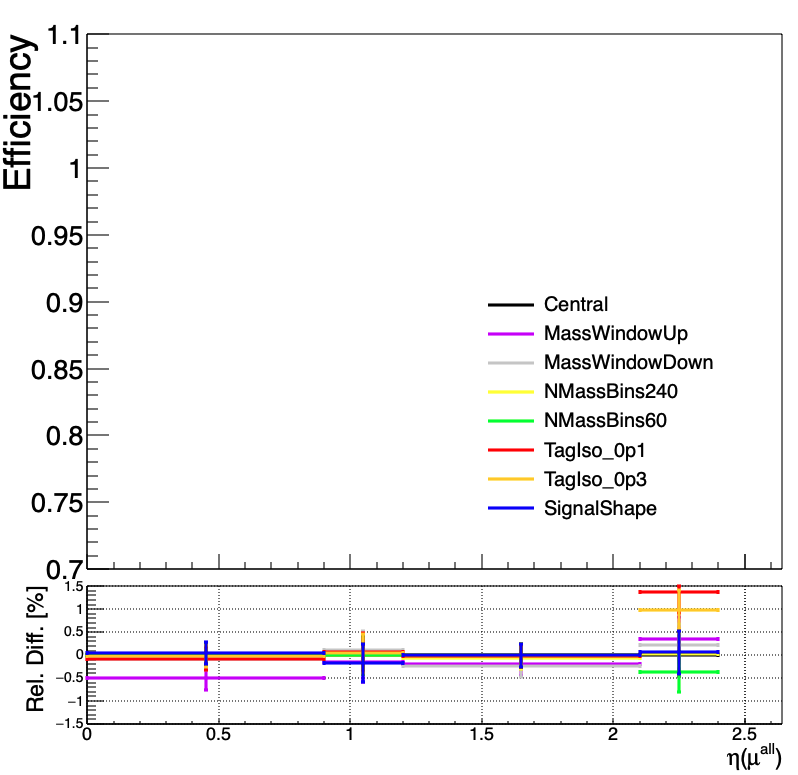 Efficiency
1.1
1.05
1
0.95
0.9
0.85
0.8
0.75
0.7
Central
MassWindowUp
MassWindowDown
NMassBins240
NMassBins60
TagIso_0p1
TagIso_0p3
SignalShape
Rel. Diff. [%]
1.5
1
0.5
0
−0.5
−1
−1.5
0 0.5 1 1.5 2 2.5
η(μ^all)